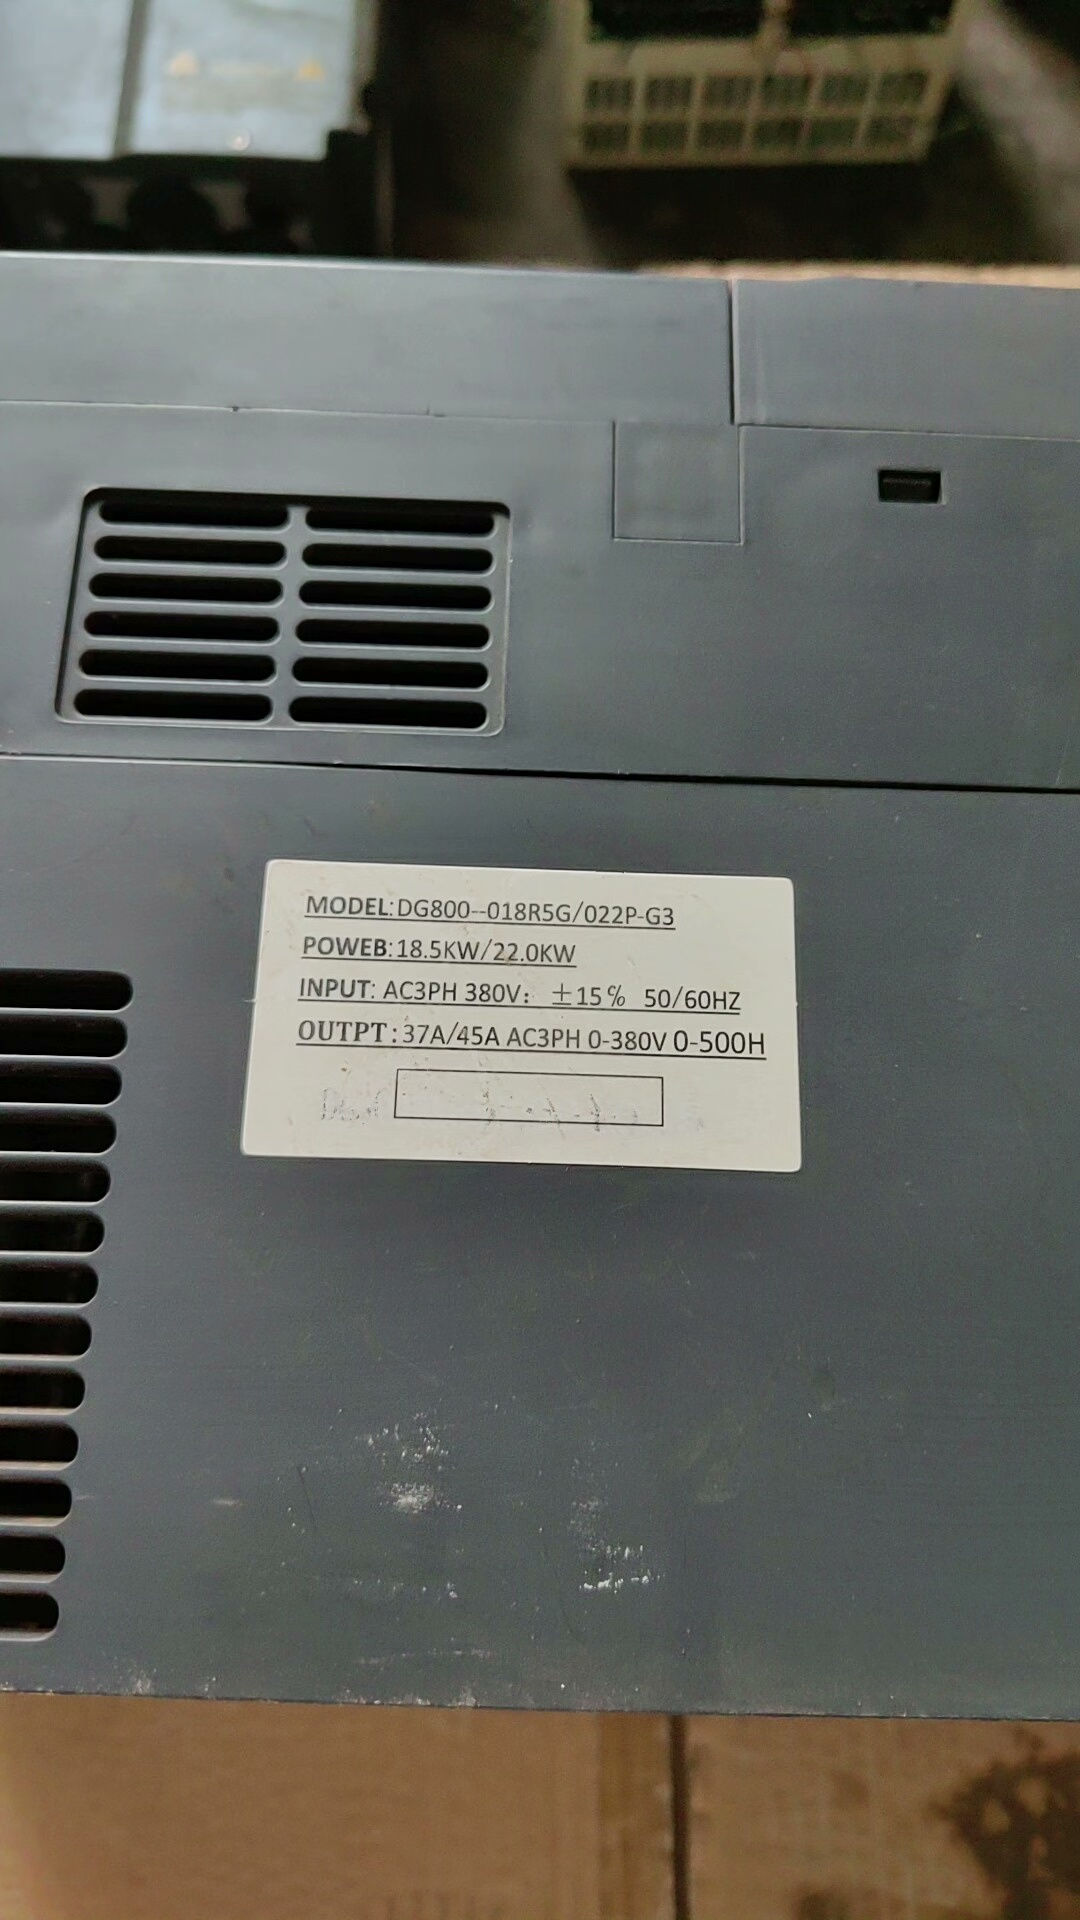 MODEL:DG800--018R5G/022P-G3
POWEB:18.5KW/22.0KW
INPUT: AC3PH 380V: ±15% 50/60HZ
OUTPT:37A/45A AC3PH 0-380V 0-500H